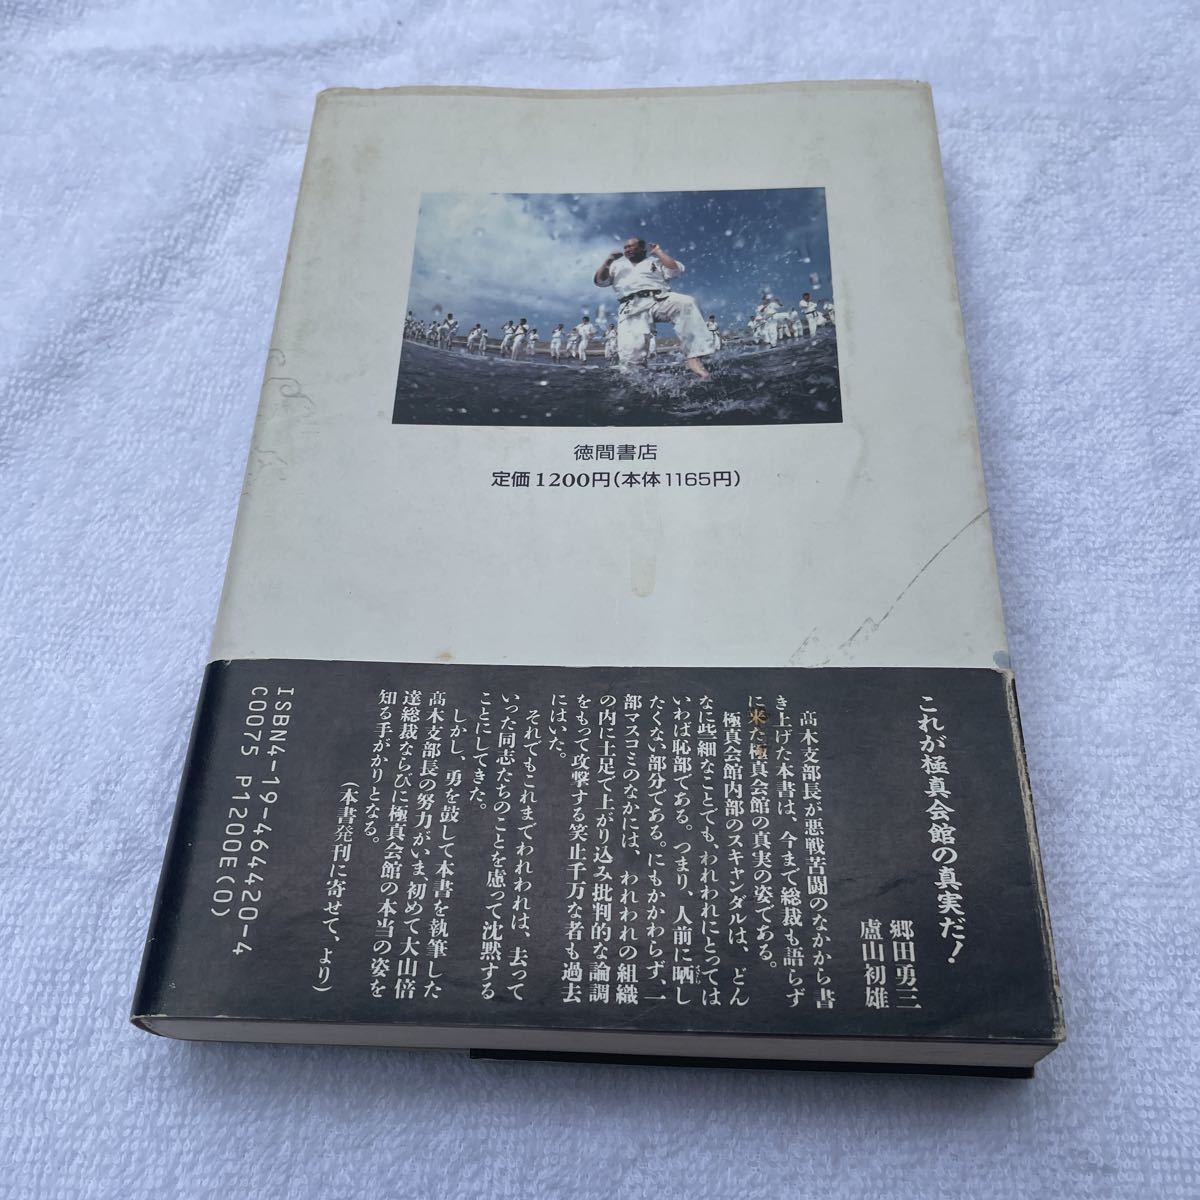 徳間書店
定価1200円(本体1165円)
これが極真会館の真実だ!
郷田勇三
盧山初雄
髙木支部長が悪戦苦闘のなかから書
き上げた本書は、今まで総裁も語らず
に来た極真会館の真実の姿である。
極真会館内部のスキャンダルは、どん
なに些細なことでも、われわれにとっては
いわば恥部である。つまり、人前に晒し
たくない部分である。にもかかわらず、一
部マスコミのなかには、われわれの組織
の内に土足で上がり込み批判的な論調
をもって攻撃する笑止千万な者も過去
にはいた。
それでもこれまでわれわれは、去って
いった同志たちのことを慮って沈黙する
ことにしてきた。
しかし、勇を鼓して本書を執筆した
髙木支部長の努力がいま、初めて大山倍
達総裁ならびに極真会館の本当の姿を
知る手がかりとなる。
(本書発刊に寄せて、より)
ISBN4-19-464420-4
C0075 P1200E(0)